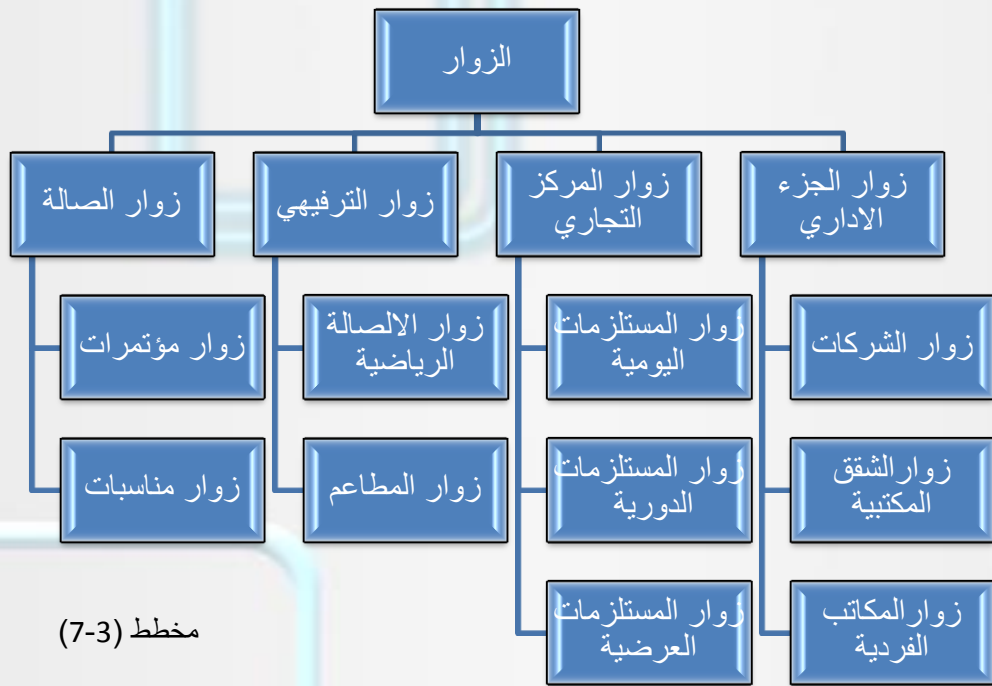 الزوار
زوار الجزء
الاداري
زوار المركز
التجاري
زوار الترفيهي
زوار الصالة
زوار الشركات
زوار المستلزمات
اليومية
زوار الالصالة
الرياضية
زوار مؤتمرات
زوارالشقق
المكتبية
زوار المستلزمات
الدورية
زوار المطاعم
زوار مناسبات
زوارالمكاتب
الفردية
زوار المستلزمات
العرضية
مخطط (3-7)